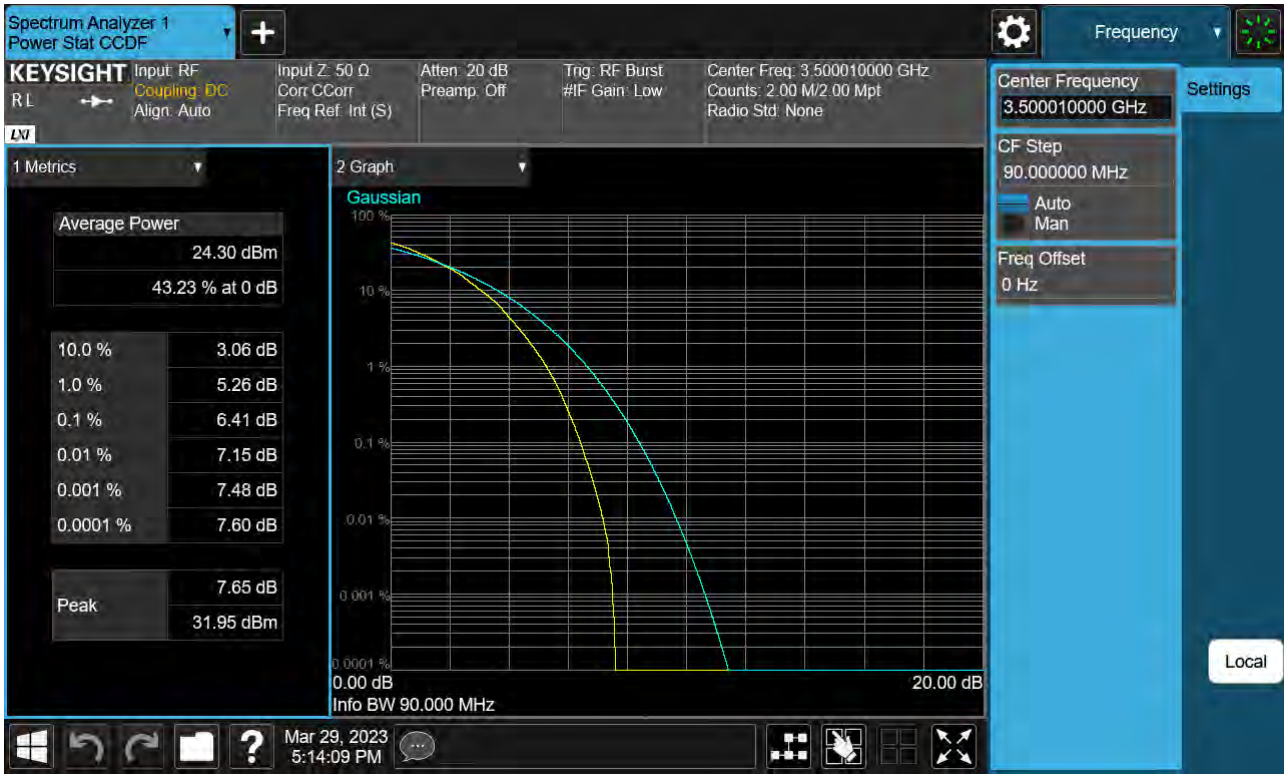 Spectrum Analyzer 1
Power Stat CCDF
Frequency
KEYSIGHT
RL
LXI
Input: RF
Coupling: DC
Align: Auto
Input Z: 50 Ω
Corr CCorr
Freq Ref: Int (S)
Atten: 20 dB
Preamp: Off
Trig: RF Burst
#IF Gain: Low
Center Freq: 3.500010000 GHz
Counts: 2.00 M/2.00 Mpt
Radio Std: None
Center Frequency
3.500010000 GHz
Settings
CF Step
90.000000 MHz
Auto
Man
Freq Offset
0 Hz
Local
1 Metrics
Average Power
24.30 dBm
43.23 % at 0 dB
10.0 % 3.06 dB
1.0 % 5.26 dB
0.1 % 6.41 dB
0.01 % 7.15 dB
0.001 % 7.48 dB
0.0001 % 7.60 dB
Peak
7.65 dB
31.95 dBm
2 Graph
Gaussian
100 %
10 %
1 %
0.1 %
0.01 %
0.001 %
0.0001 %
0.00 dB 20.00 dB
Info BW 90.000 MHz
?
Mar 29, 2023
5:14:09 PM